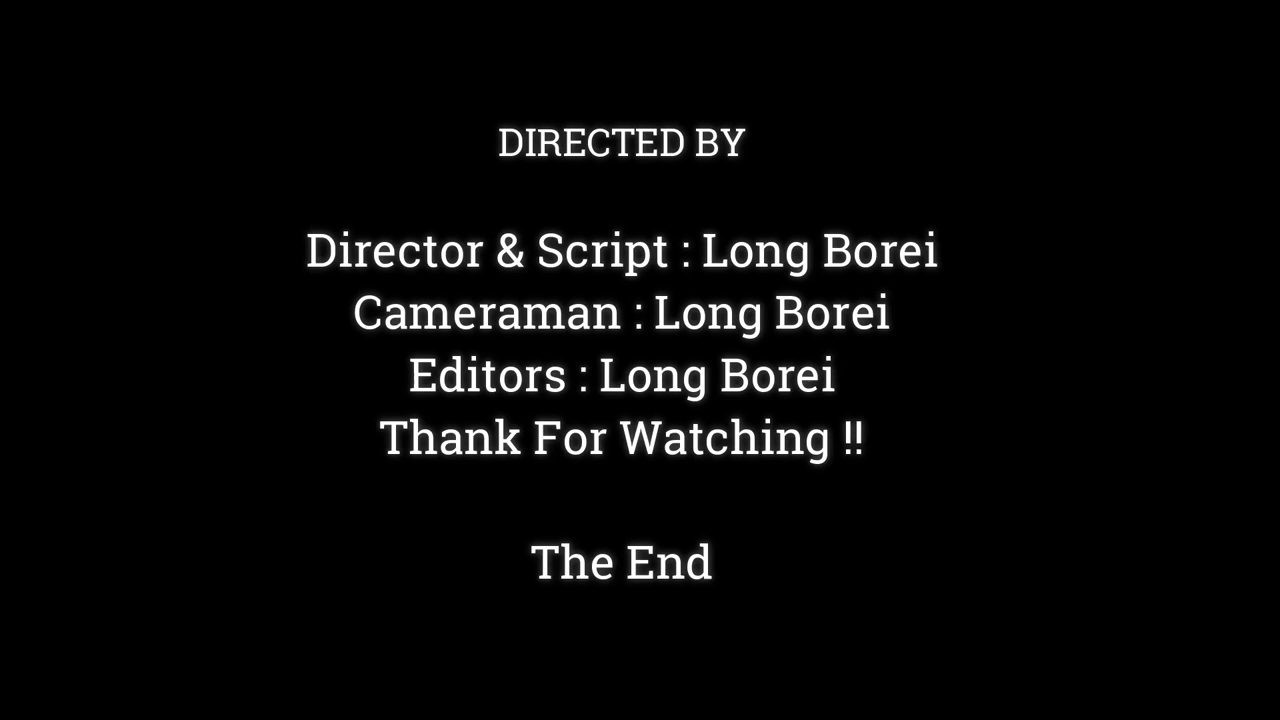 DIRECTED BY
Director & Script : Long Borei
Cameraman : Long Borei
Editors : Long Borei
Thank For Watching !!
The End